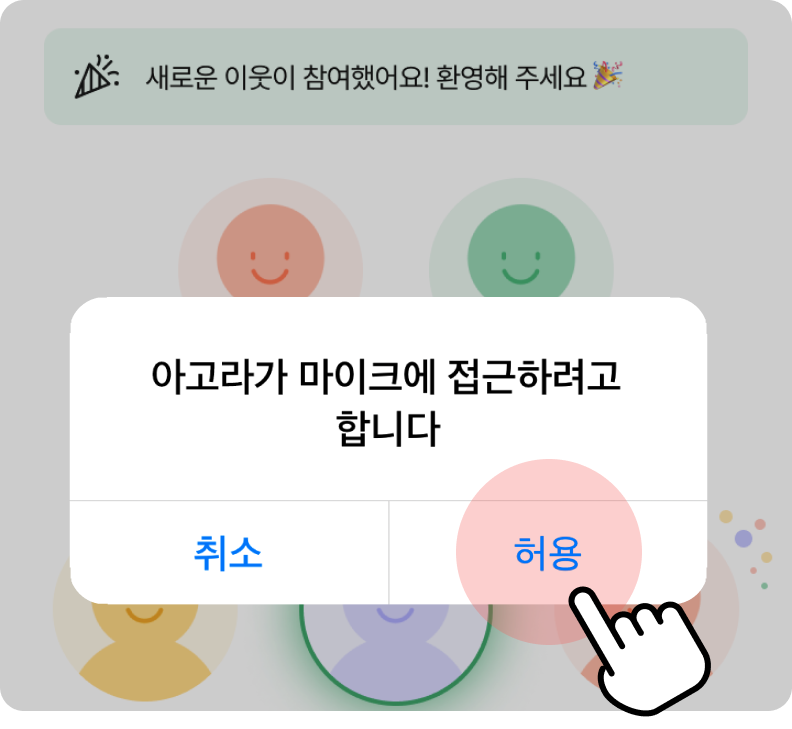 새로운 이웃이 참여했어요! 환영해 주세요 🎉
아고라가 마이크에 접근하려고
합니다
취소
허용